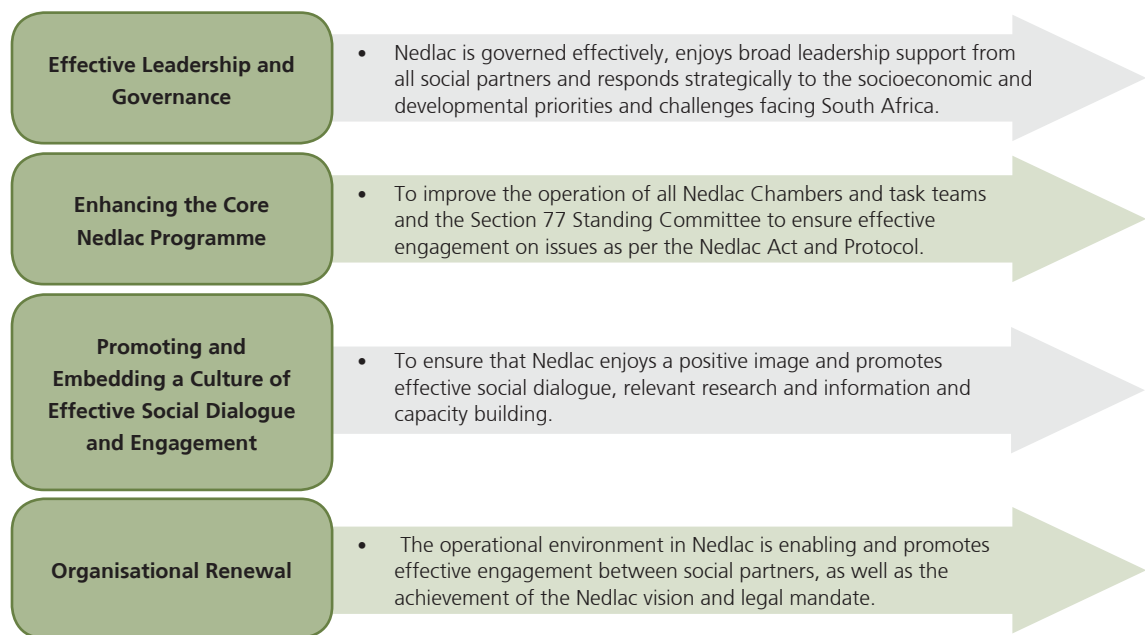 Effective Leadership and
Governance
• Nedlac is governed effectively, enjoys broad leadership support from
all social partners and responds strategically to the socioeconomic and
developmental priorities and challenges facing South Africa.
Enhancing the Core
Nedlac Programme
• To improve the operation of all Nedlac Chambers and task teams
and the Section 77 Standing Committee to ensure effective
engagement on issues as per the Nedlac Act and Protocol.
Promoting and
Embedding a Culture of
Effective Social Dialogue
and Engagement
• To ensure that Nedlac enjoys a positive image and promotes
effective social dialogue, relevant research and information and
capacity building.
Organisational Renewal
• The operational environment in Nedlac is enabling and promotes
effective engagement between social partners, as well as the
achievement of the Nedlac vision and legal mandate.